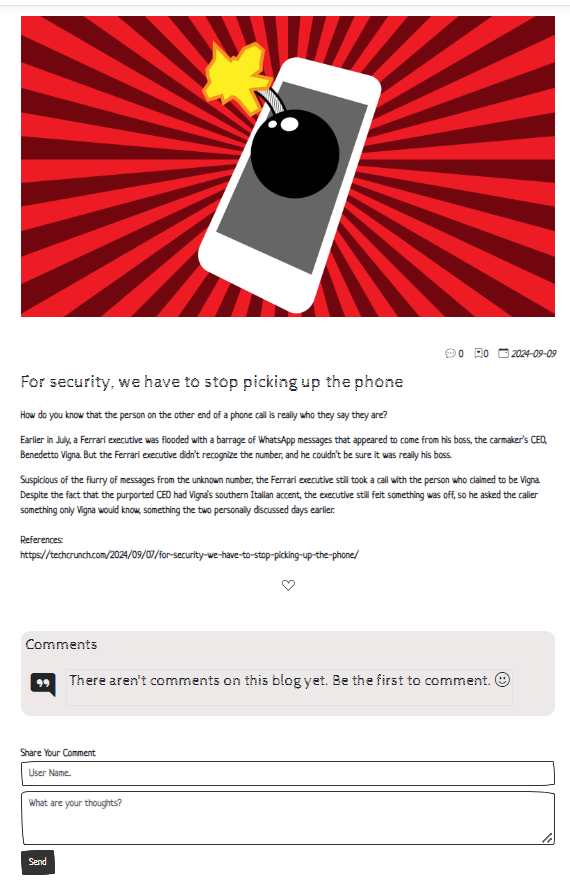 0 0 2024-09-09
For security, we have to stop picking up the phone
How do you know that the person on the other end of a phone call is really who they say they are?
Earlier in July, a Ferrari executive was flooded with a barrage of WhatsApp messages that appeared to come from his boss, the carmaker's CEO,
Benedetto Vigna. But the Ferrari executive didn't recognize the number, and he couldn't be sure it was really his boss.
Suspicious of the flurry of messages from the unknown number, the Ferrari executive still took a call with the person who claimed to be Vigna.
Despite the fact that the purported CEO had Vigna's southern Italian accent, the executive still felt something was off, so he asked the caller
something only Vigna would know, something the two personally discussed days earlier.
References:
https://techcrunch.com/2024/09/07/for-security-we-have-to-stop-picking-up-the-phone/
Comments
There aren't comments on this blog yet. Be the first to comment.
Share Your Comment
User Name..
What are your thoughts?
Send